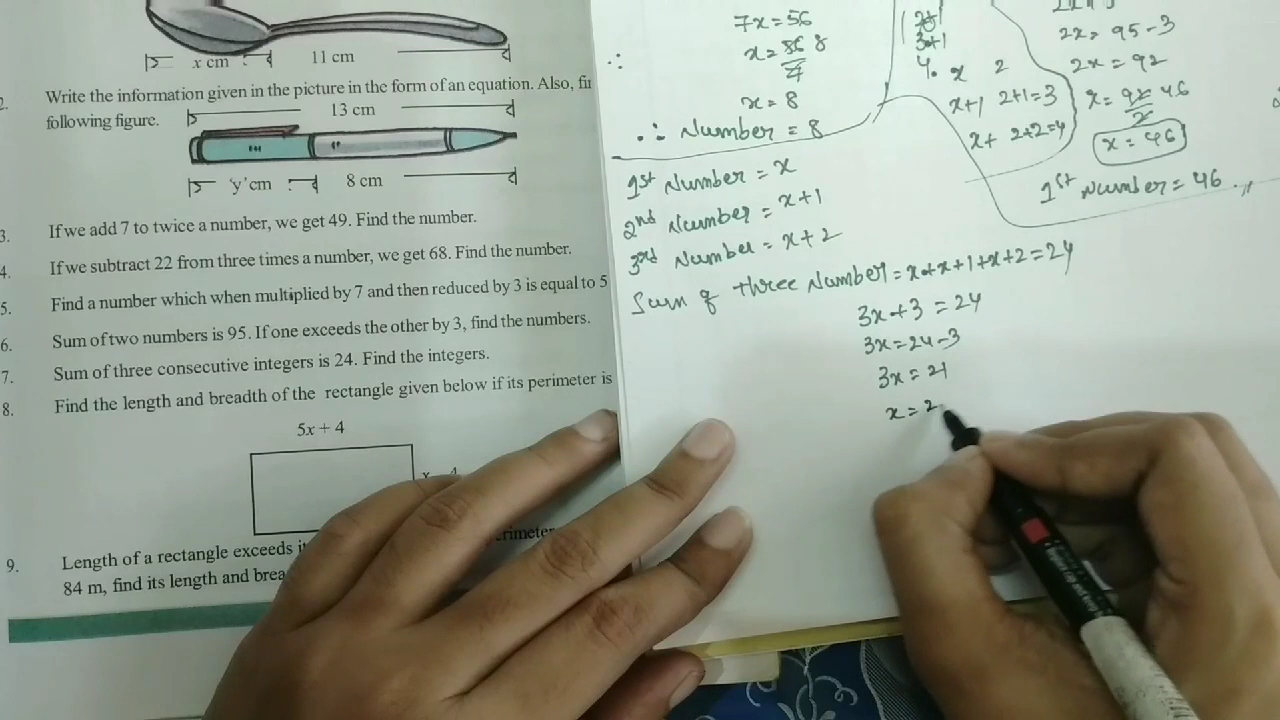 x cm
11 cm
Write the information given in the picture in the form of an equation. Also, fi
following figure.
13 cm
'y' cm
8 cm
3. If we add 7 to twice a number, we get 49. Find the number.
4. If we subtract 22 from three times a number, we get 68. Find the number.
5. Find a number which when multiplied by 7 and then reduced by 3 is equal to 5
6. Sum of two numbers is 95. If one exceeds the other by 3, find the numbers.
7. Sum of three consecutive integers is 24. Find the integers.
8. Find the length and breadth of the rectangle given below if its perimeter is
5x + 4
9. Length of a rectangle exceeds i
84 m, find its length and brea
7x = 56
x = 8
∴ Number = 8
x 2
x+1 2+1=3
x+ 2+2=4
2x = 95-3
2x = 92
x = 46
1st Number = 46
1st Number = x
2nd Number = x+1
3rd Number = x+2
Sum of three Number = x+x+1+x+2=24
3x+3 = 24
3x = 24-3
3x = 21
x = 2